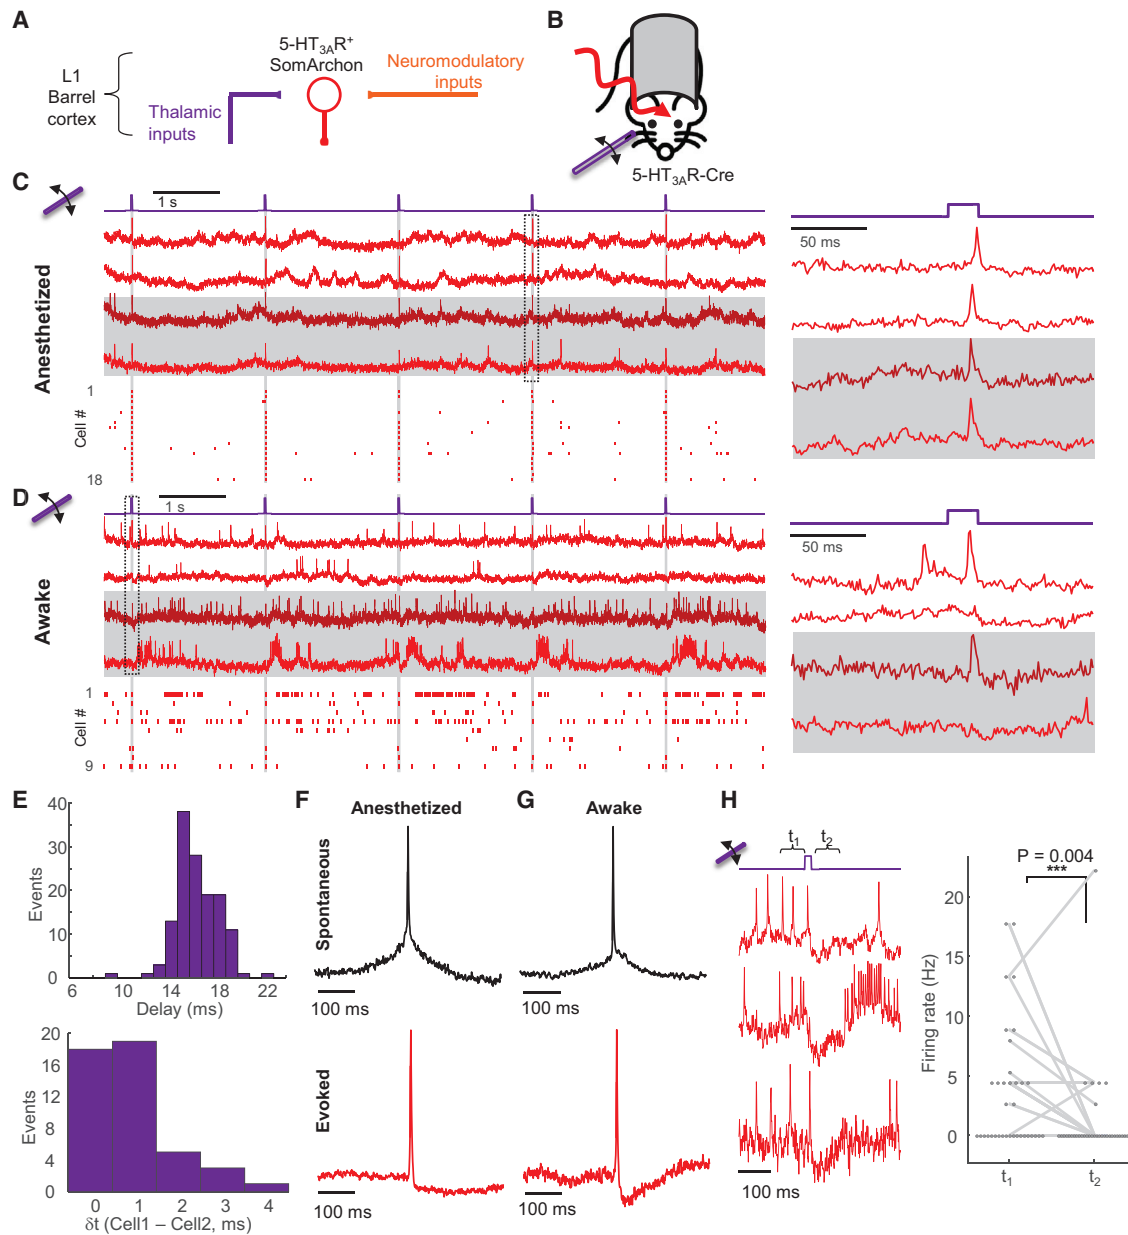 A
L1
Barrel
cortex
Thalamic
inputs
5-HT3AR+
SomArchon
Neuromodulatory
inputs
B
5-HT3AR-Cre
C
1 s
Anesthetized
1
Cell #
18
50 ms
D
1 s
Awake
1
Cell #
9
50 ms
E
40
30
20
10
0
Events
6 10 14 18 22
Delay (ms)
20
16
12
8
4
0
Events
0 1 2 3 4
δt (Cell1 – Cell2, ms)
F
Anesthetized
Spontaneous
100 ms
Evoked
100 ms
G
Awake
100 ms
100 ms
H
t1 t2
100 ms
P = 0.004
***
20
15
10
5
0
Firing rate (Hz)
t1 t2